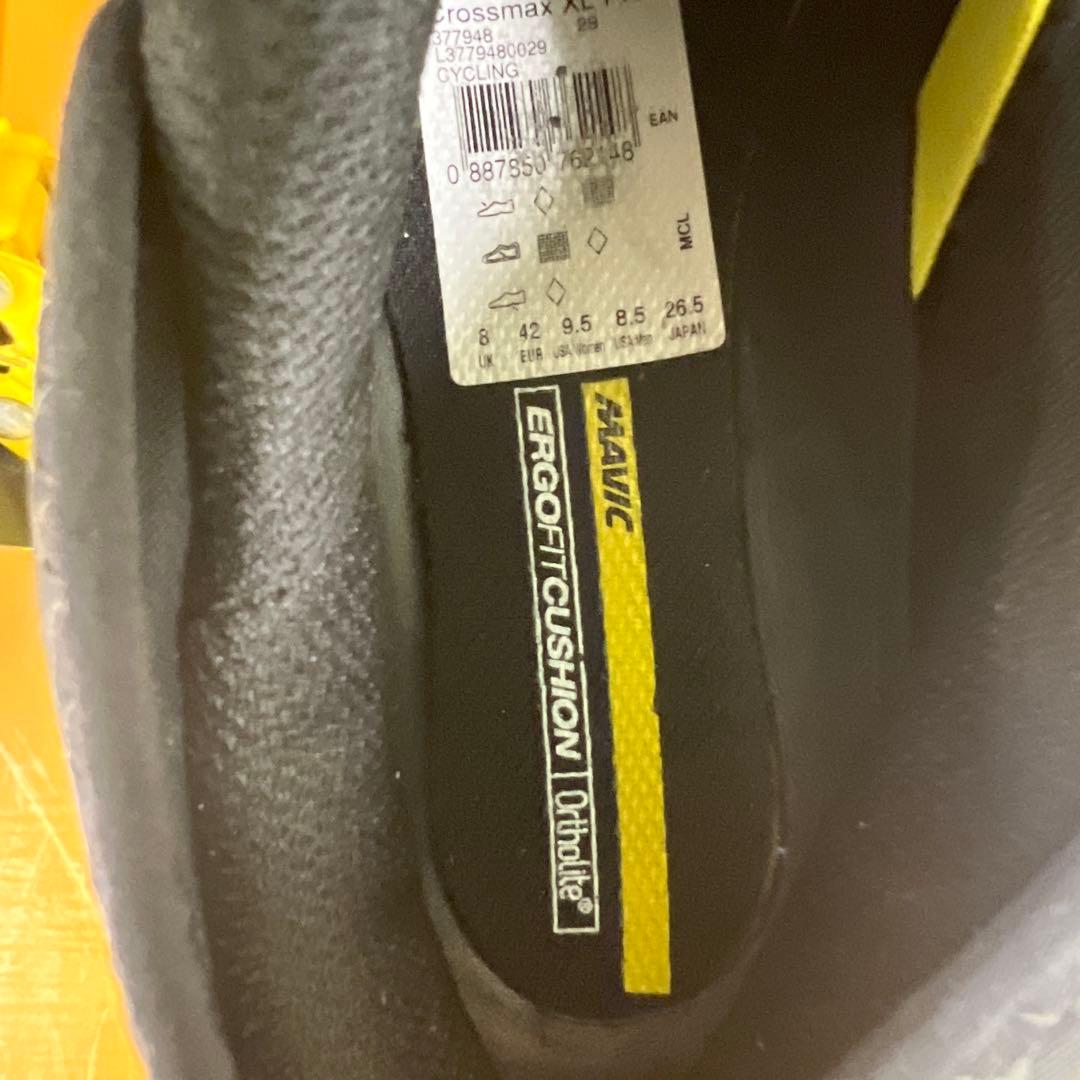 Crossmax XL
29
377948
L3779480029
CYCLING
EAN
0 887850 762148
MCL
8 42 9.5 8.5 26.5
UK EUR USA Women USA Men JAPAN
MAVIC
ERGOFITCUSHION Ortholite®